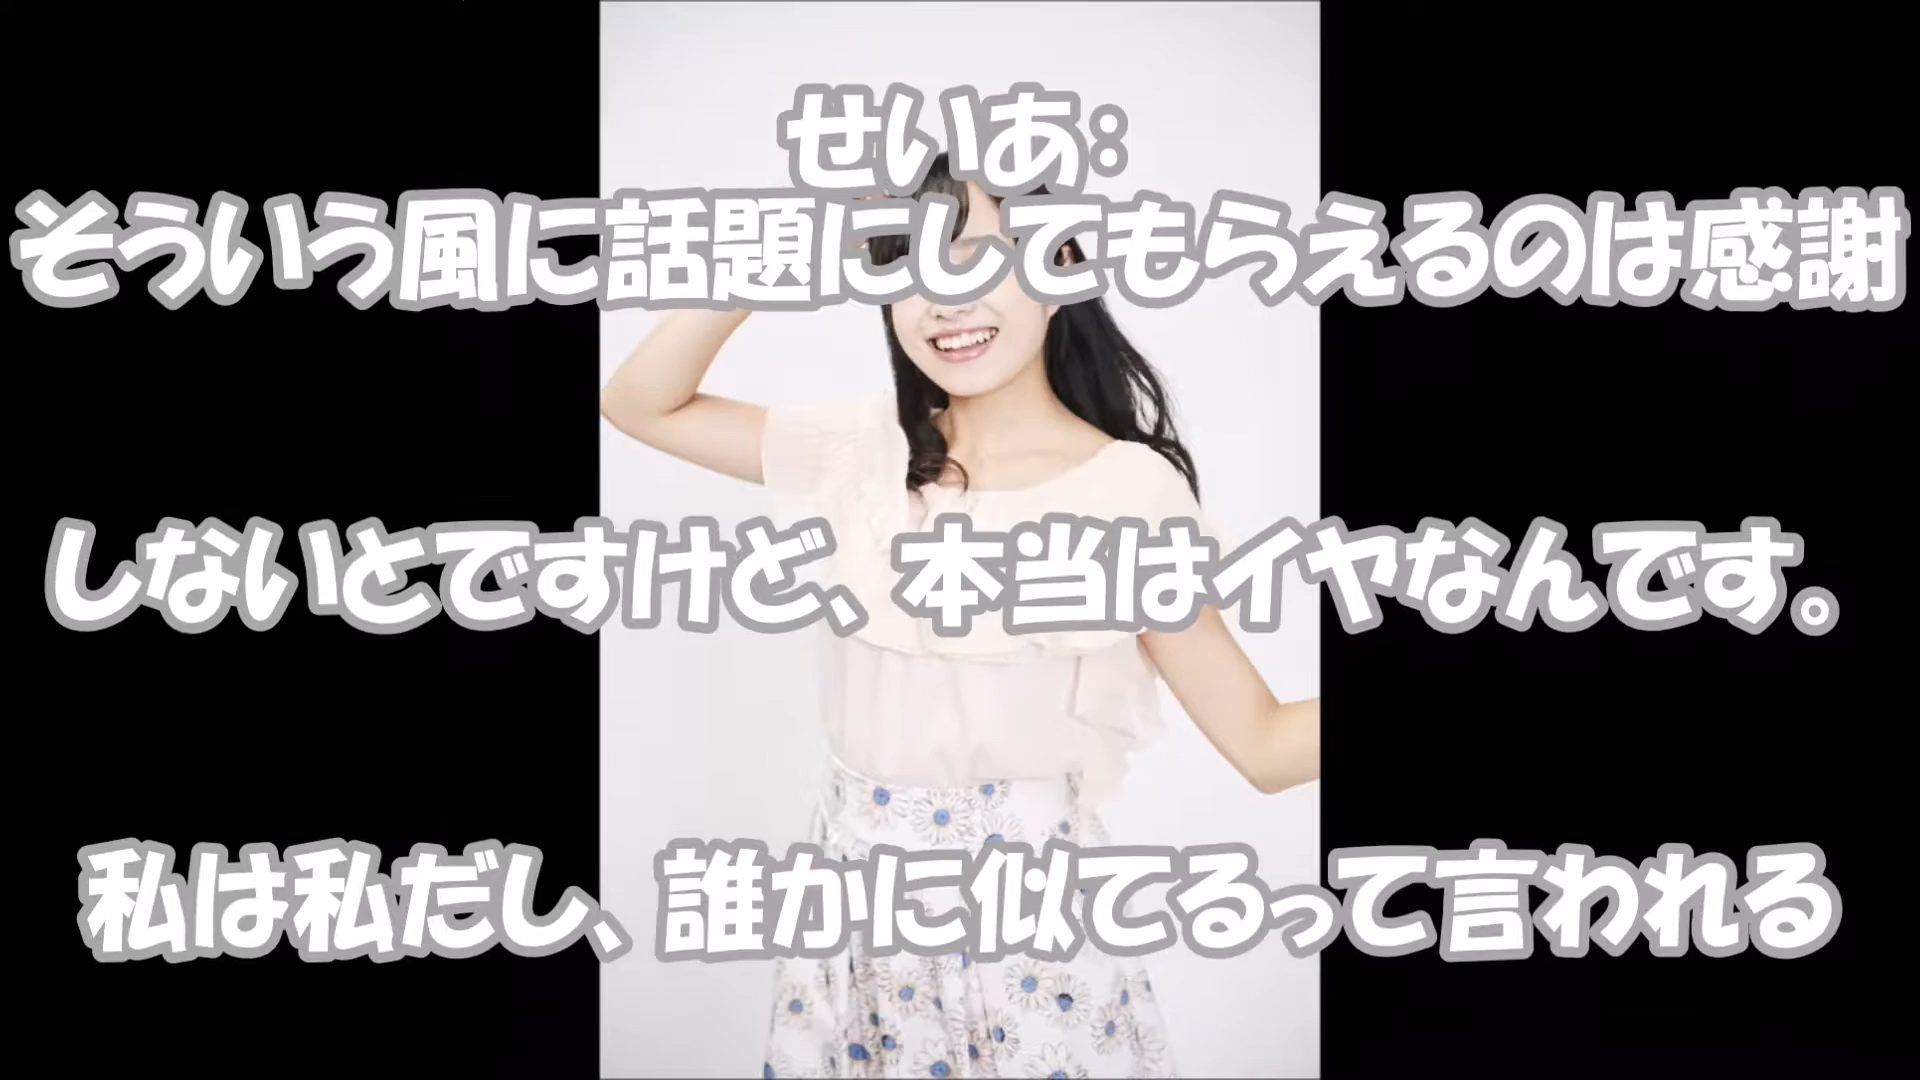 せいあ：
そういう風に話題にしてもらえるのは感謝
しないとですけど、本当はイヤなんです。
私は私だし、誰かに似てるって言われる